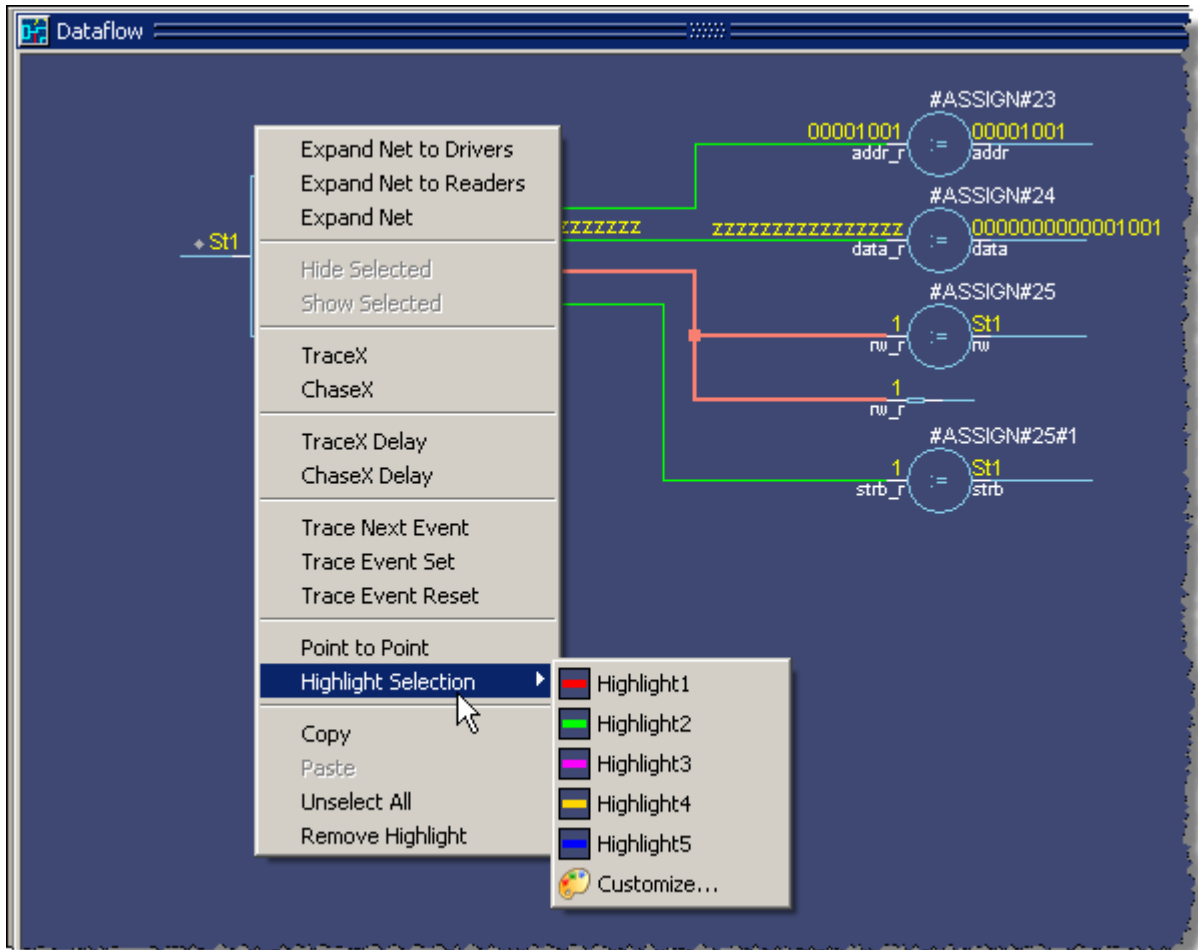 Dataflow
#ASSIGN#23
00001001 00001001
addr_r := addr
#ASSIGN#24
St1 zzzzzzz zzzzzzzzzzzzzzzz 0000000000001001
data_r := data
#ASSIGN#25
1 St1
rw_r := rw
1
rw_r
#ASSIGN#25#1
1 St1
strb_r := strb
Expand Net to Drivers
Expand Net to Readers
Expand Net
Hide Selected
Show Selected
TraceX
ChaseX
TraceX Delay
ChaseX Delay
Trace Next Event
Trace Event Set
Trace Event Reset
Point to Point
Highlight Selection
Copy
Paste
Unselect All
Remove Highlight
Highlight1
Highlight2
Highlight3
Highlight4
Highlight5
Customize...